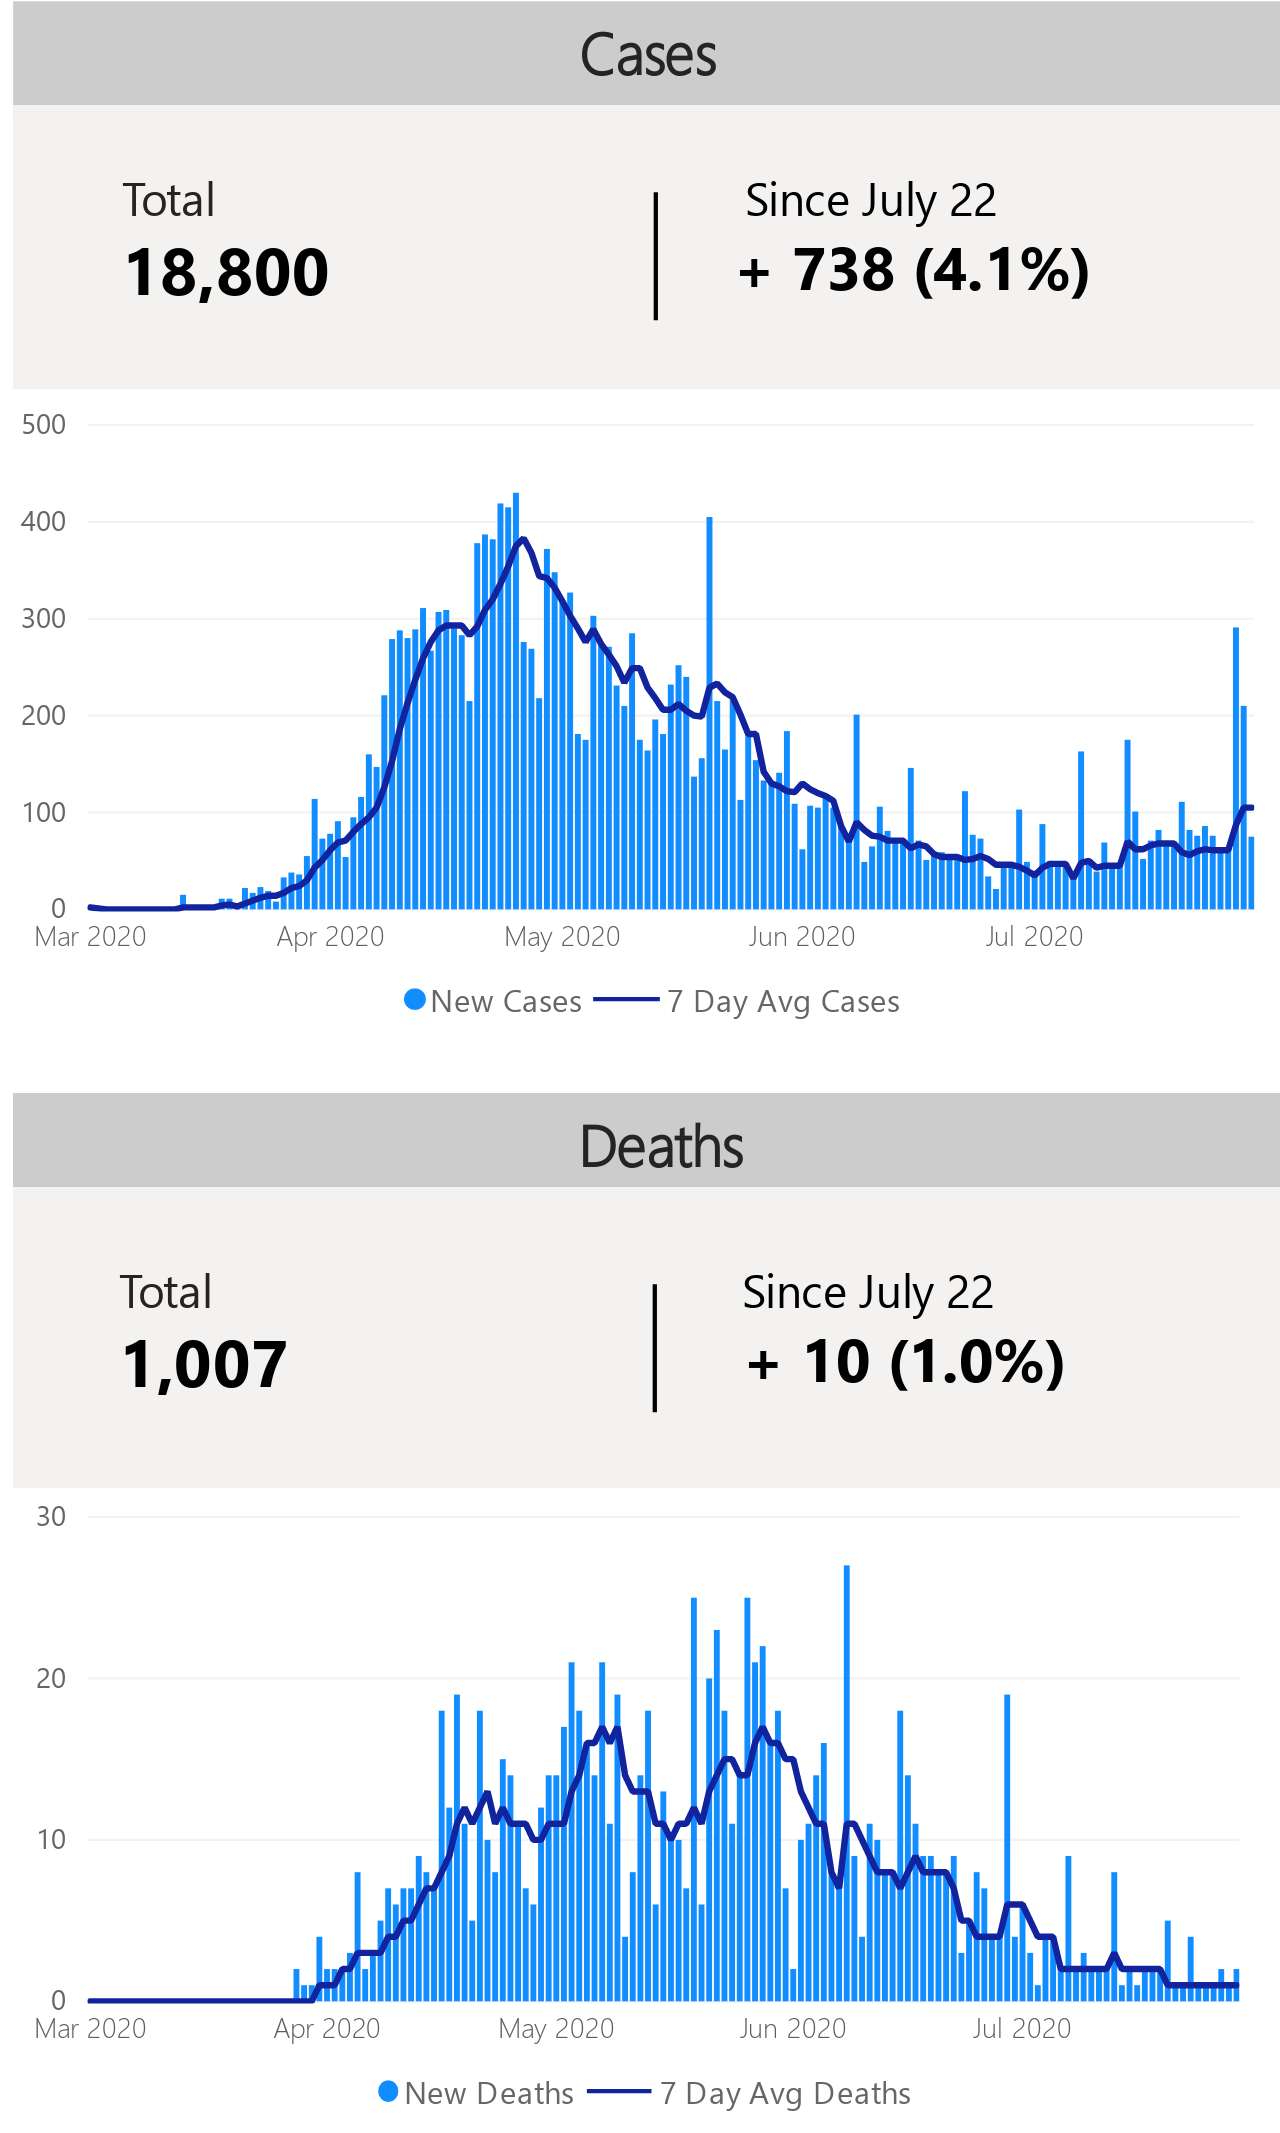 Cases
Total
Since July 22
18,800
+ 738 (4.1%)
500
400
300
200
100
0
Mar 2020 Apr 2020 May 2020 Jun 2020 Jul 2020
New Cases 7 Day Avg Cases
Deaths
Total
Since July 22
1,007
+ 10 (1.0%)
30
20
10
0
Mar 2020 Apr 2020 May 2020 Jun 2020 Jul 2020
New Deaths 7 Day Avg Deaths